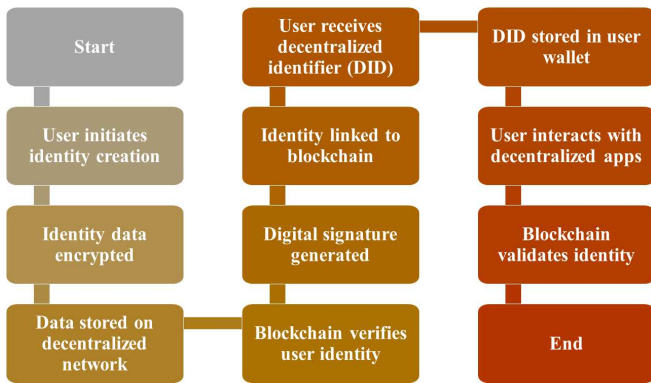 Start
User initiates
identity creation
Identity data
encrypted
Data stored on
decentralized
network
Blockchain verifies
user identity
Digital signature
generated
Identity linked to
blockchain
User receives
decentralized
identifier (DID)
DID stored in user
wallet
User interacts with
decentralized apps
Blockchain
validates identity
End